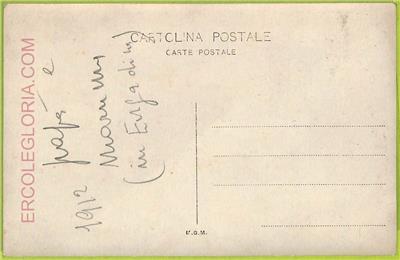 CARTOLINA POSTALE
CARTE POSTALE
papà e
mamma
(in Engadina)
1912
M.G.M.
ERCOLEGLORIA.COM